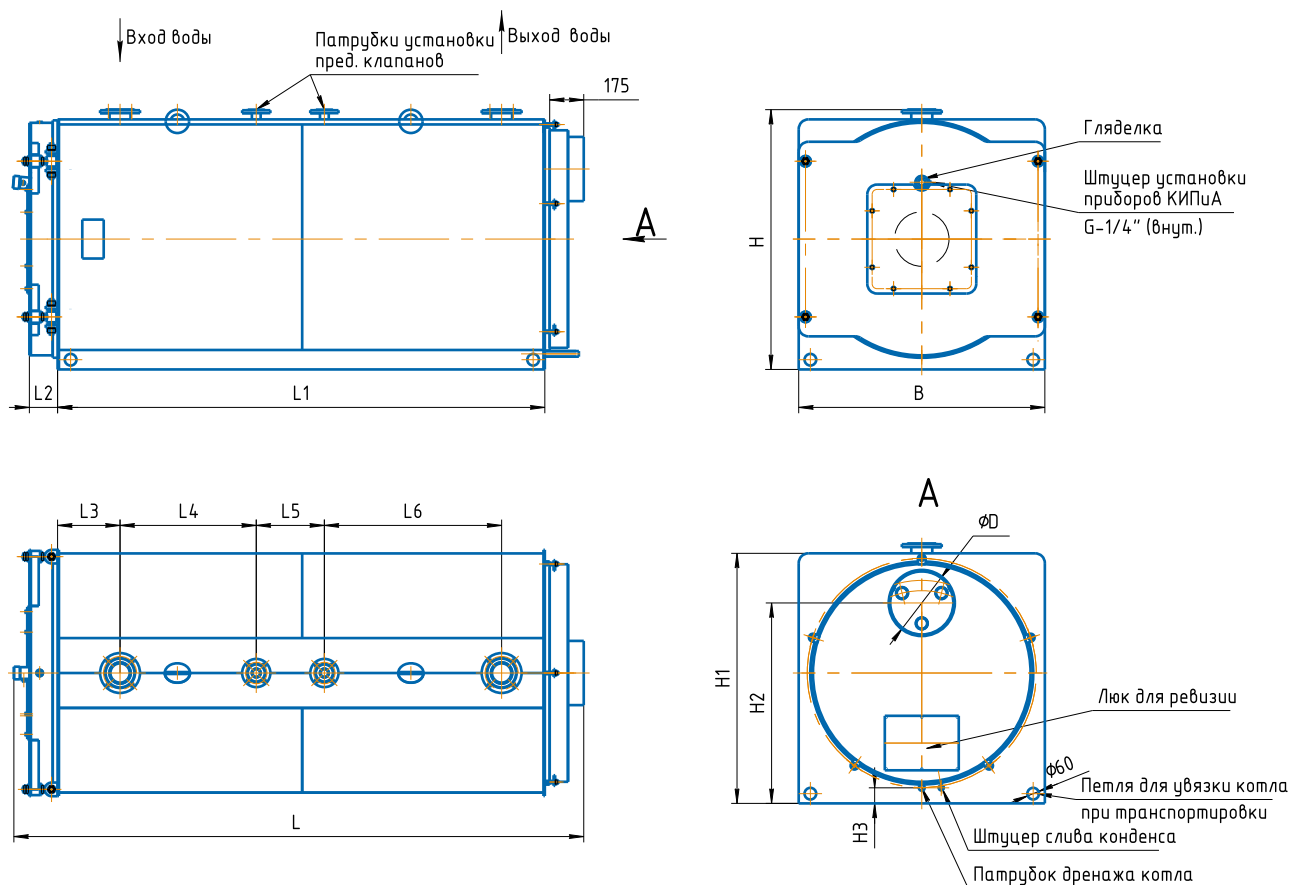 Вход воды
Патрубки установки
пред. клапанов
Выход воды
175
A
L2
L1
H
B
Гляделка
Штуцер установки
приборов КИПиА
G-1/4" (внут.)
L3
L4
L5
L6
L
A
ϕD
H1
H2
H3
Люк для ревизии
ϕ60
Петля для увязки котла
при транспортировки
Штуцер слива конденса
Патрубок дренажа котла